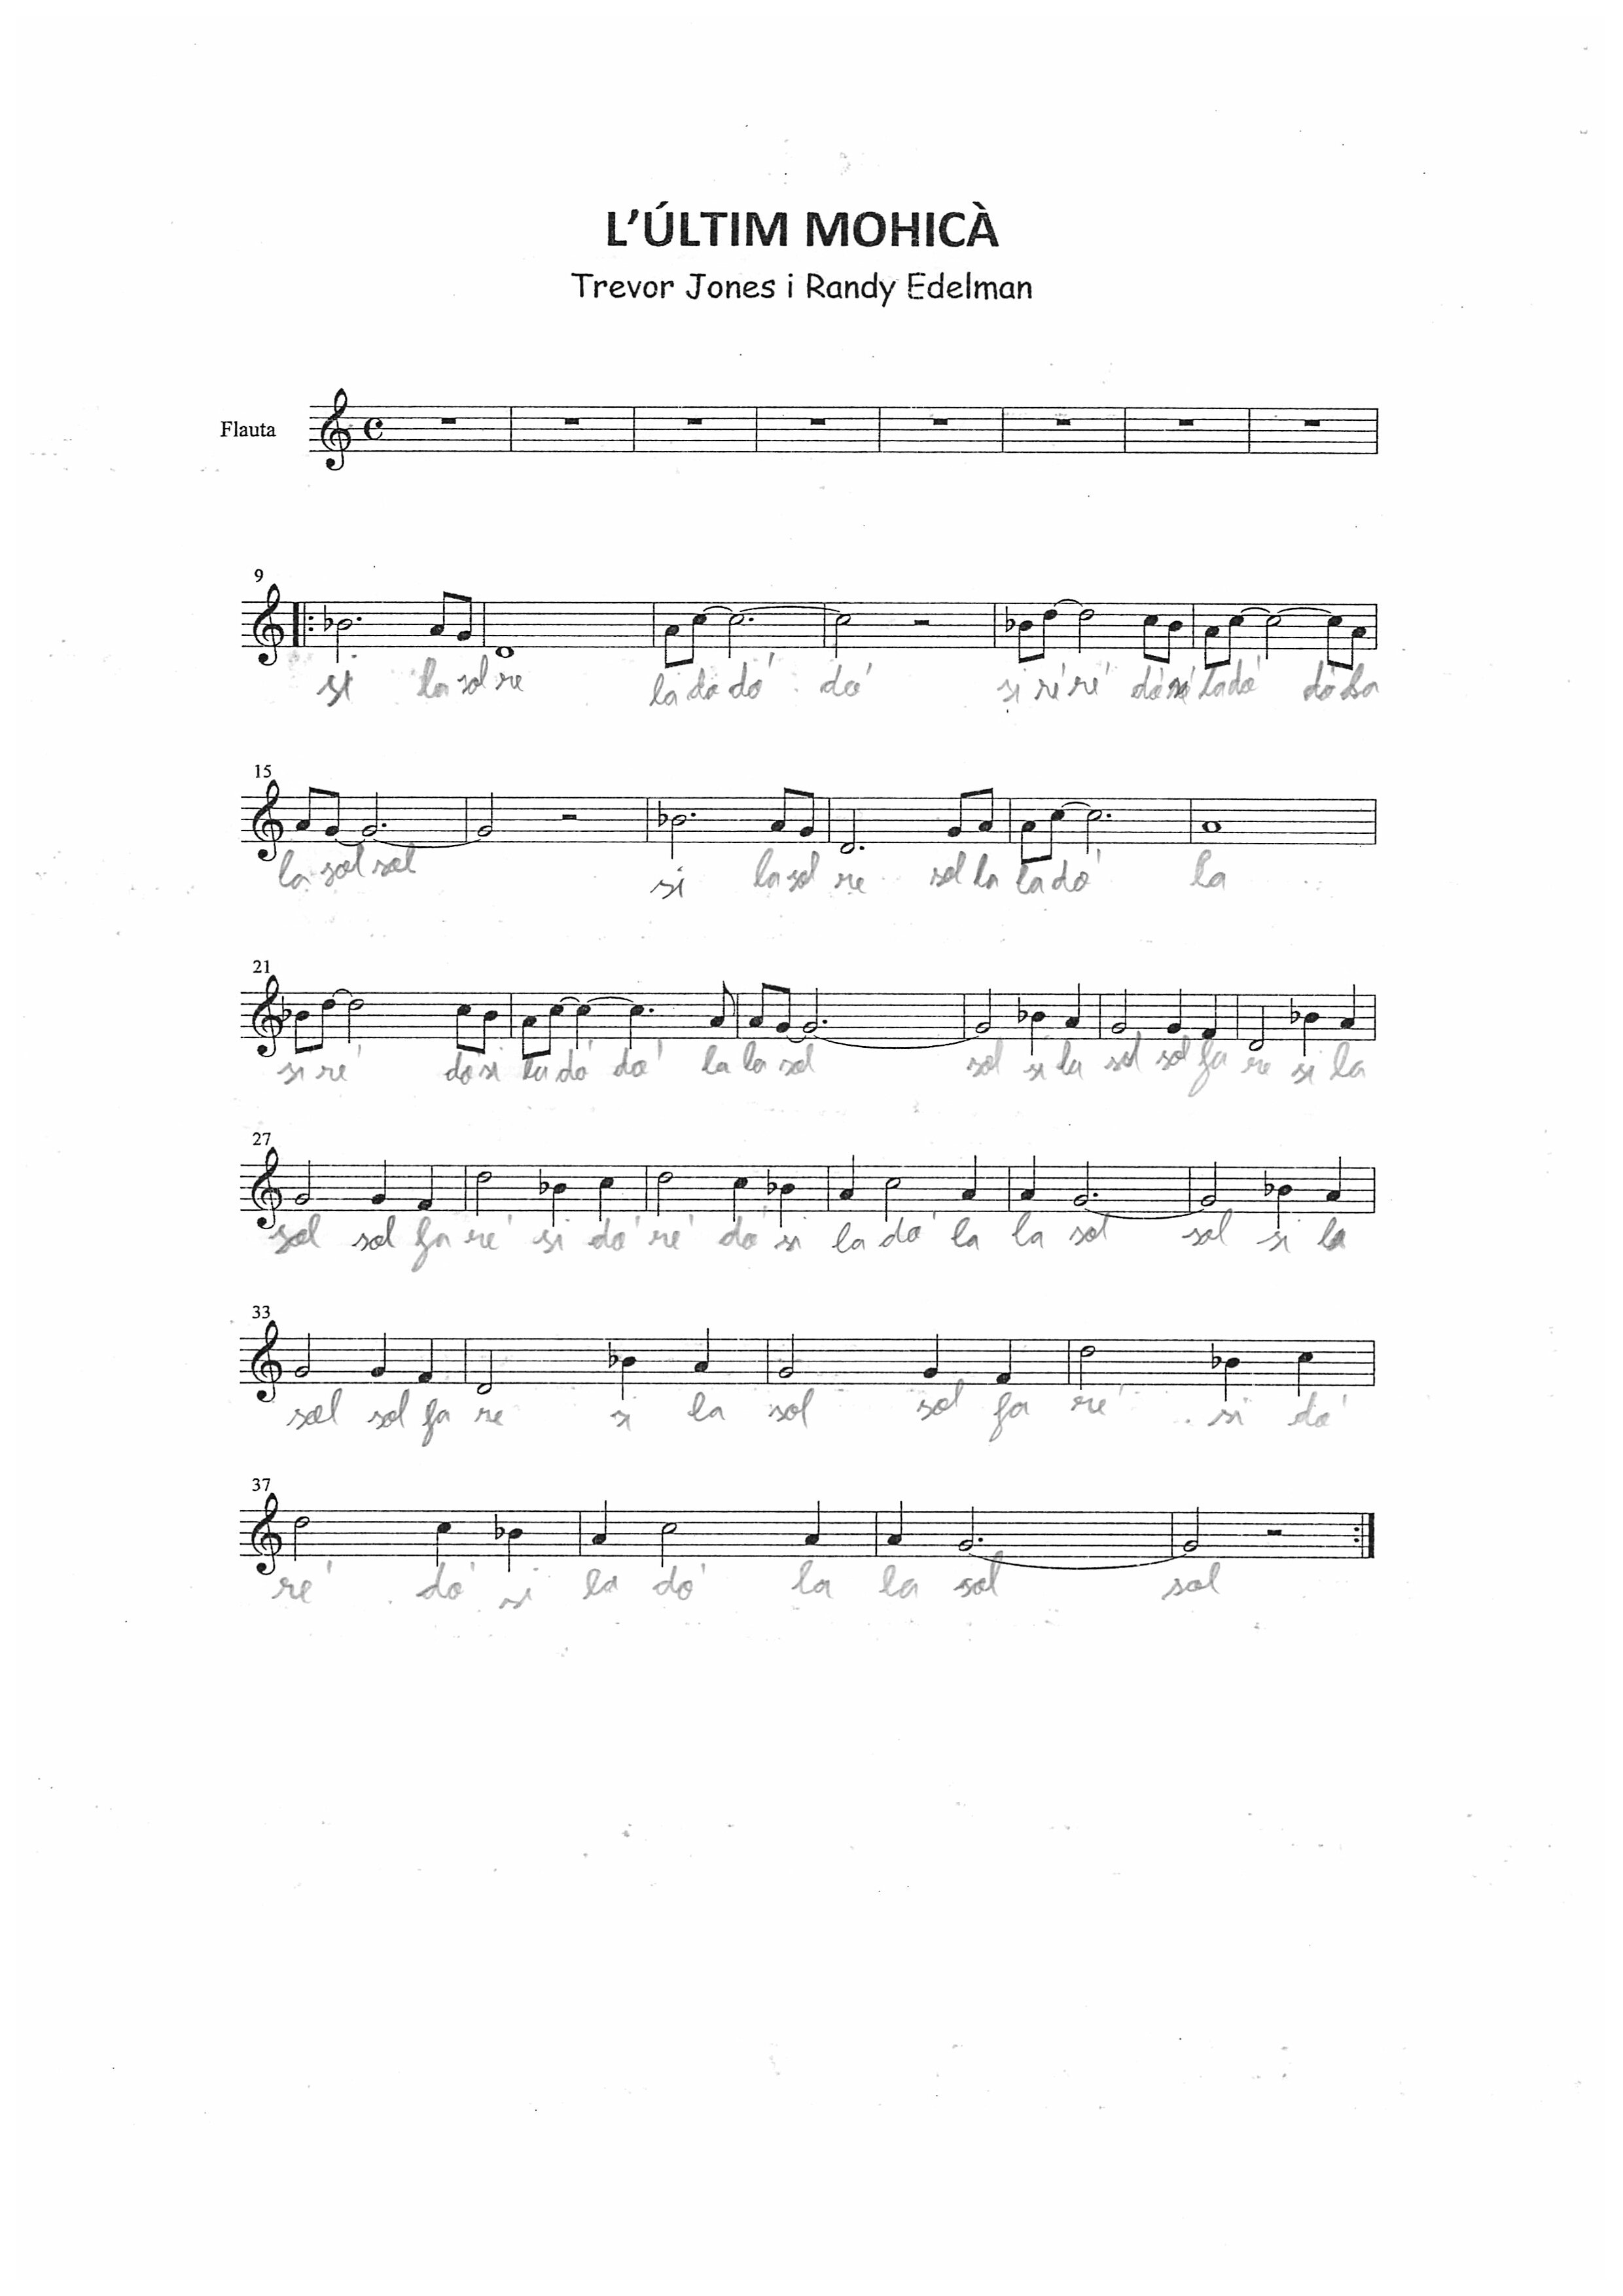 L'ÚLTIM MOHICÀ
Trevor Jones i Randy Edelman
Flauta
9
si la sol re la do do' do' si ré' ré' do' si la do' do' la
15
la sol sol si la sol re sol la la do' la
21
si re' do si la do' do' la la sol sol si la sol sol fa re si la
27
sol sol fa re' si do' re' do' si la do' la la sol sol si la
33
sol sol fa re si la sol sol fa re' si do'
37
re' do' si la do' la la sol sol